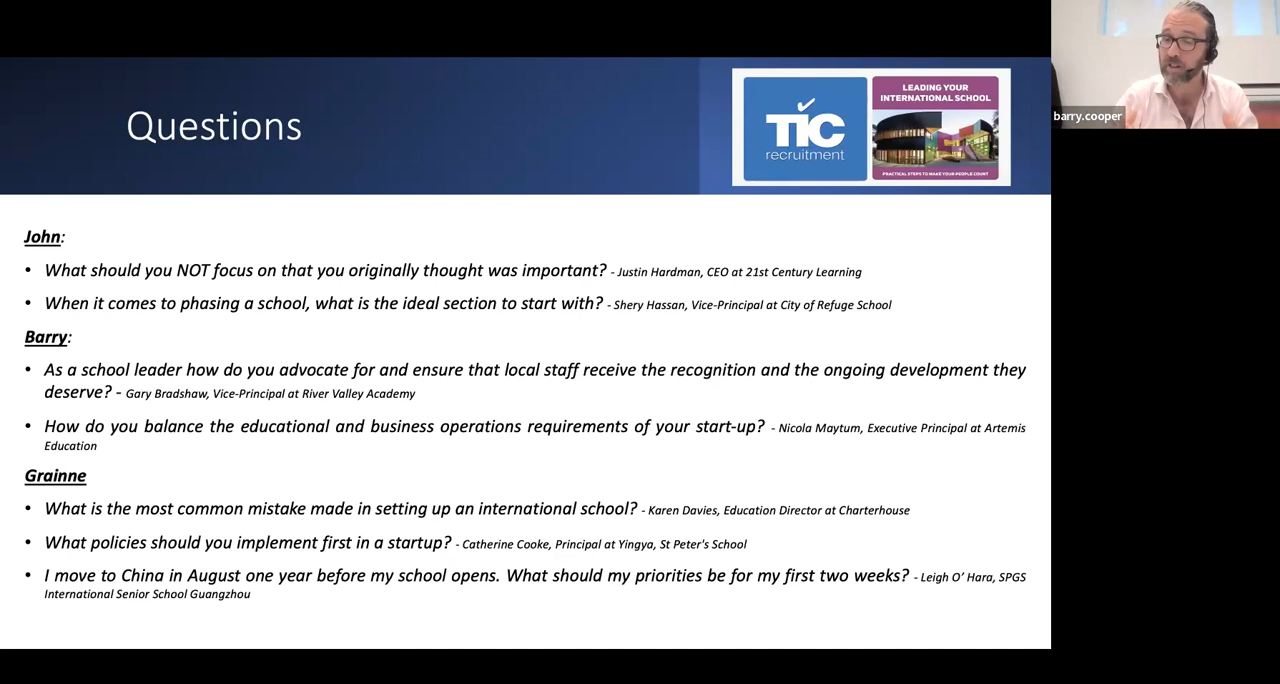 Questions
TIC
recruitment
LEADING YOUR
INTERNATIONAL SCHOOL
PRACTICAL STEPS TO MAKE YOUR PEOPLE COUNT
barry.cooper
John:
• What should you NOT focus on that you originally thought was important? - Justin Hardman, CEO at 21st Century Learning
• When it comes to phasing a school, what is the ideal section to start with? - Shery Hassan, Vice-Principal at City of Refuge School
Barry:
• As a school leader how do you advocate for and ensure that local staff receive the recognition and the ongoing development they
deserve? - Gary Bradshaw, Vice-Principal at River Valley Academy
• How do you balance the educational and business operations requirements of your start-up? - Nicola Maytum, Executive Principal at Artemis
Education
Grainne
• What is the most common mistake made in setting up an international school? - Karen Davies, Education Director at Charterhouse
• What policies should you implement first in a startup? - Catherine Cooke, Principal at Yingya, St Peter's School
• I move to China in August one year before my school opens. What should my priorities be for my first two weeks? - Leigh O’ Hara, SPGS
International Senior School Guangzhou